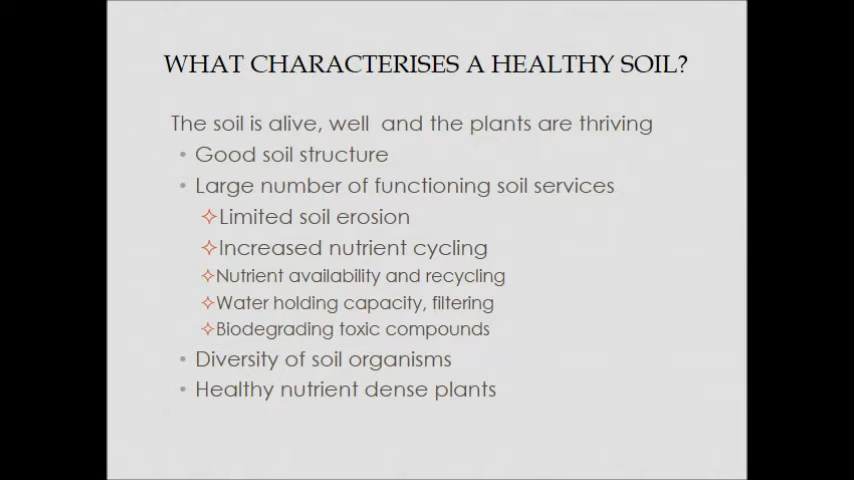 WHAT CHARACTERISES A HEALTHY SOIL?
The soil is alive, well and the plants are thriving
• Good soil structure
• Large number of functioning soil services
✧Limited soil erosion
✧Increased nutrient cycling
✧Nutrient availability and recycling
✧Water holding capacity, filtering
✧Biodegrading toxic compounds
• Diversity of soil organisms
• Healthy nutrient dense plants